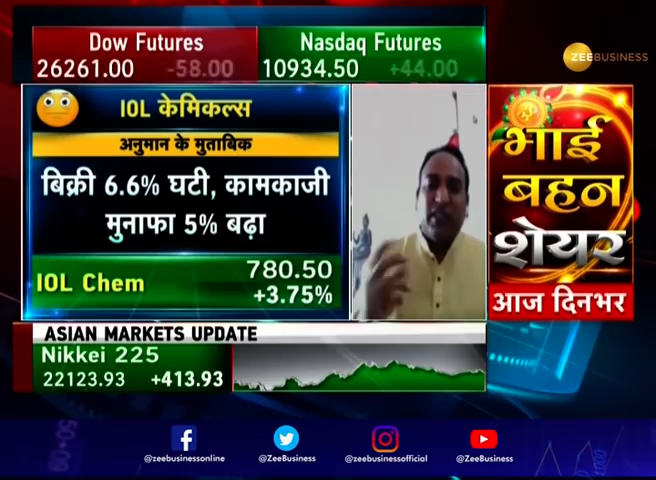 Dow Futures
26261.00 -58.00
Nasdaq Futures
10934.50 +44.00
ZEEBUSINESS
IOL केमिकल्स
अनुमान के मुताबिक
बिक्री 6.6% घटी, कामकाजी
मुनाफा 5% बढ़ा
IOL Chem
780.50
+3.75%
भाई
बहन
शेयर
आज दिनभर
ASIAN MARKETS UPDATE
Nikkei 225
22123.93 +413.93
@zeebusinessonline
@ZeeBusiness
@zeebusinessofficial
@zeebusiness